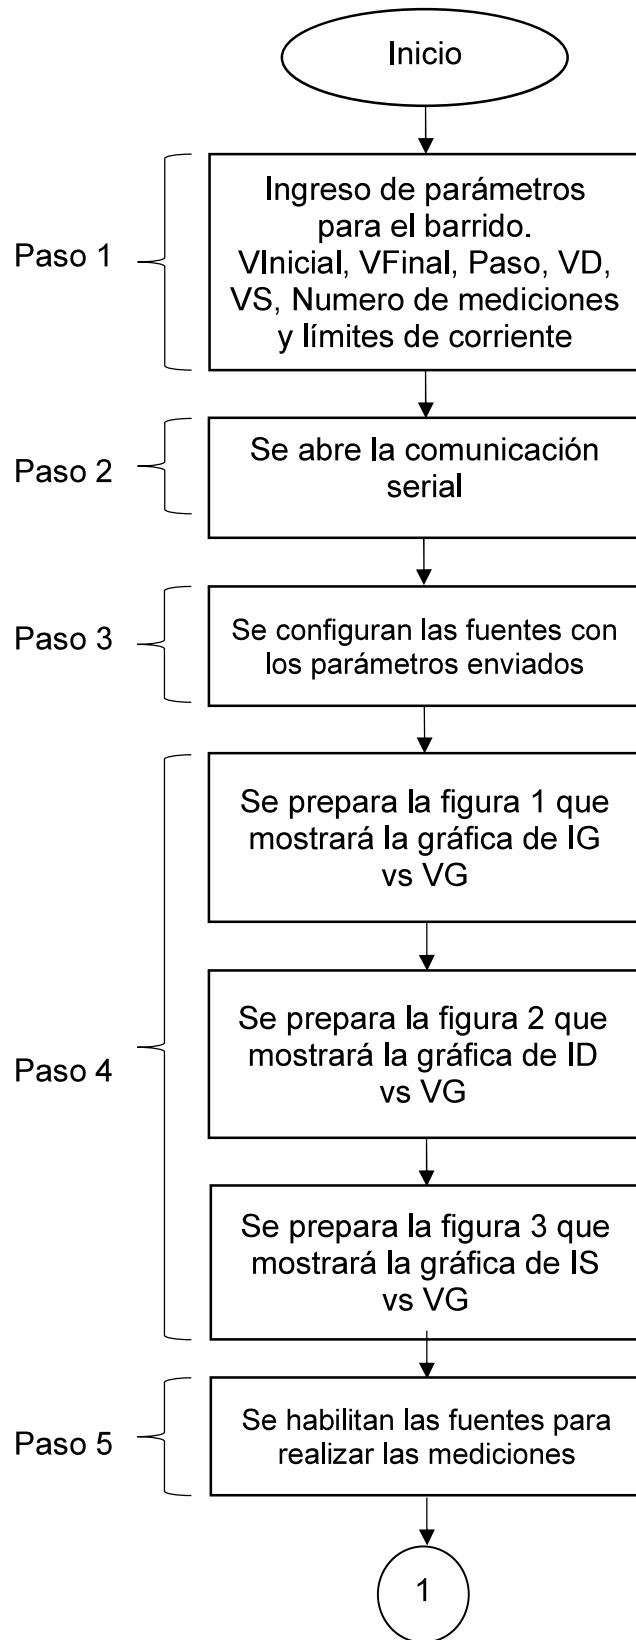 Inicio
Paso 1
Ingreso de parámetros
para el barrido.
VInicial, VFinal, Paso, VD,
VS, Numero de mediciones
y límites de corriente
Paso 2
Se abre la comunicación
serial
Paso 3
Se configuran las fuentes con
los parámetros enviados
Paso 4
Se prepara la figura 1 que
mostrará la gráfica de IG
vs VG
Se prepara la figura 2 que
mostrará la gráfica de ID
vs VG
Se prepara la figura 3 que
mostrará la gráfica de IS
vs VG
Paso 5
Se habilitan las fuentes para
realizar las mediciones
1